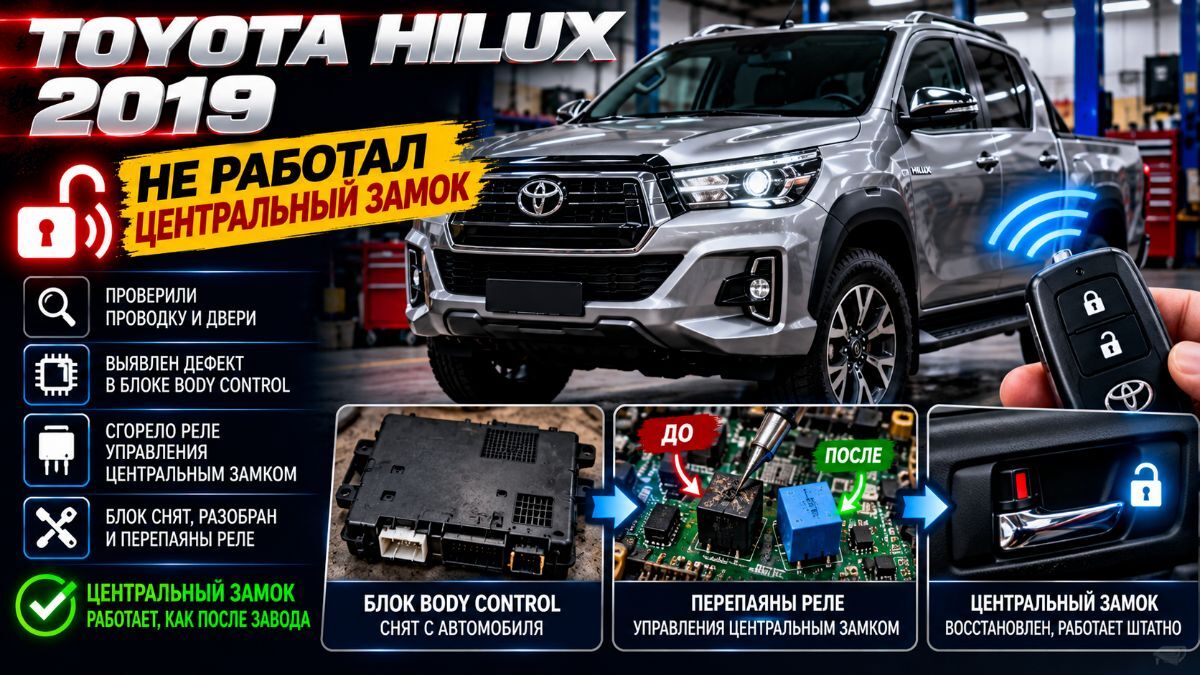 TOYOTA HILUX
2019
НЕ РАБОТАЛ
ЦЕНТРАЛЬНЫЙ ЗАМОК
ПРОВЕРИЛИ
ПРОВОДКУ И ДВЕРИ
ВЫЯВЛЕН ДЕФЕКТ
В БЛОКЕ BODY CONTROL
СГОРЕЛО РЕЛЕ
УПРАВЛЕНИЯ
ЦЕНТРАЛЬНЫМ ЗАМКОМ
БЛОК СНЯТ, РАЗОБРАН
И ПЕРЕПАЯНЫ РЕЛЕ
ЦЕНТРАЛЬНЫЙ ЗАМОК
РАБОТАЕТ, КАК ПОСЛЕ ЗАВОДА
HILUX
ДО
ПОСЛЕ
БЛОК BODY CONTROL
СНЯТ С АВТОМОБИЛЯ
ПЕРЕПАЯНЫ РЕЛЕ
УПРАВЛЕНИЯ ЦЕНТРАЛЬНЫМ ЗАМКОМ
ЦЕНТРАЛЬНЫЙ ЗАМОК
ВОССТАНОВЛЕН, РАБОТАЕТ ШТАТНО